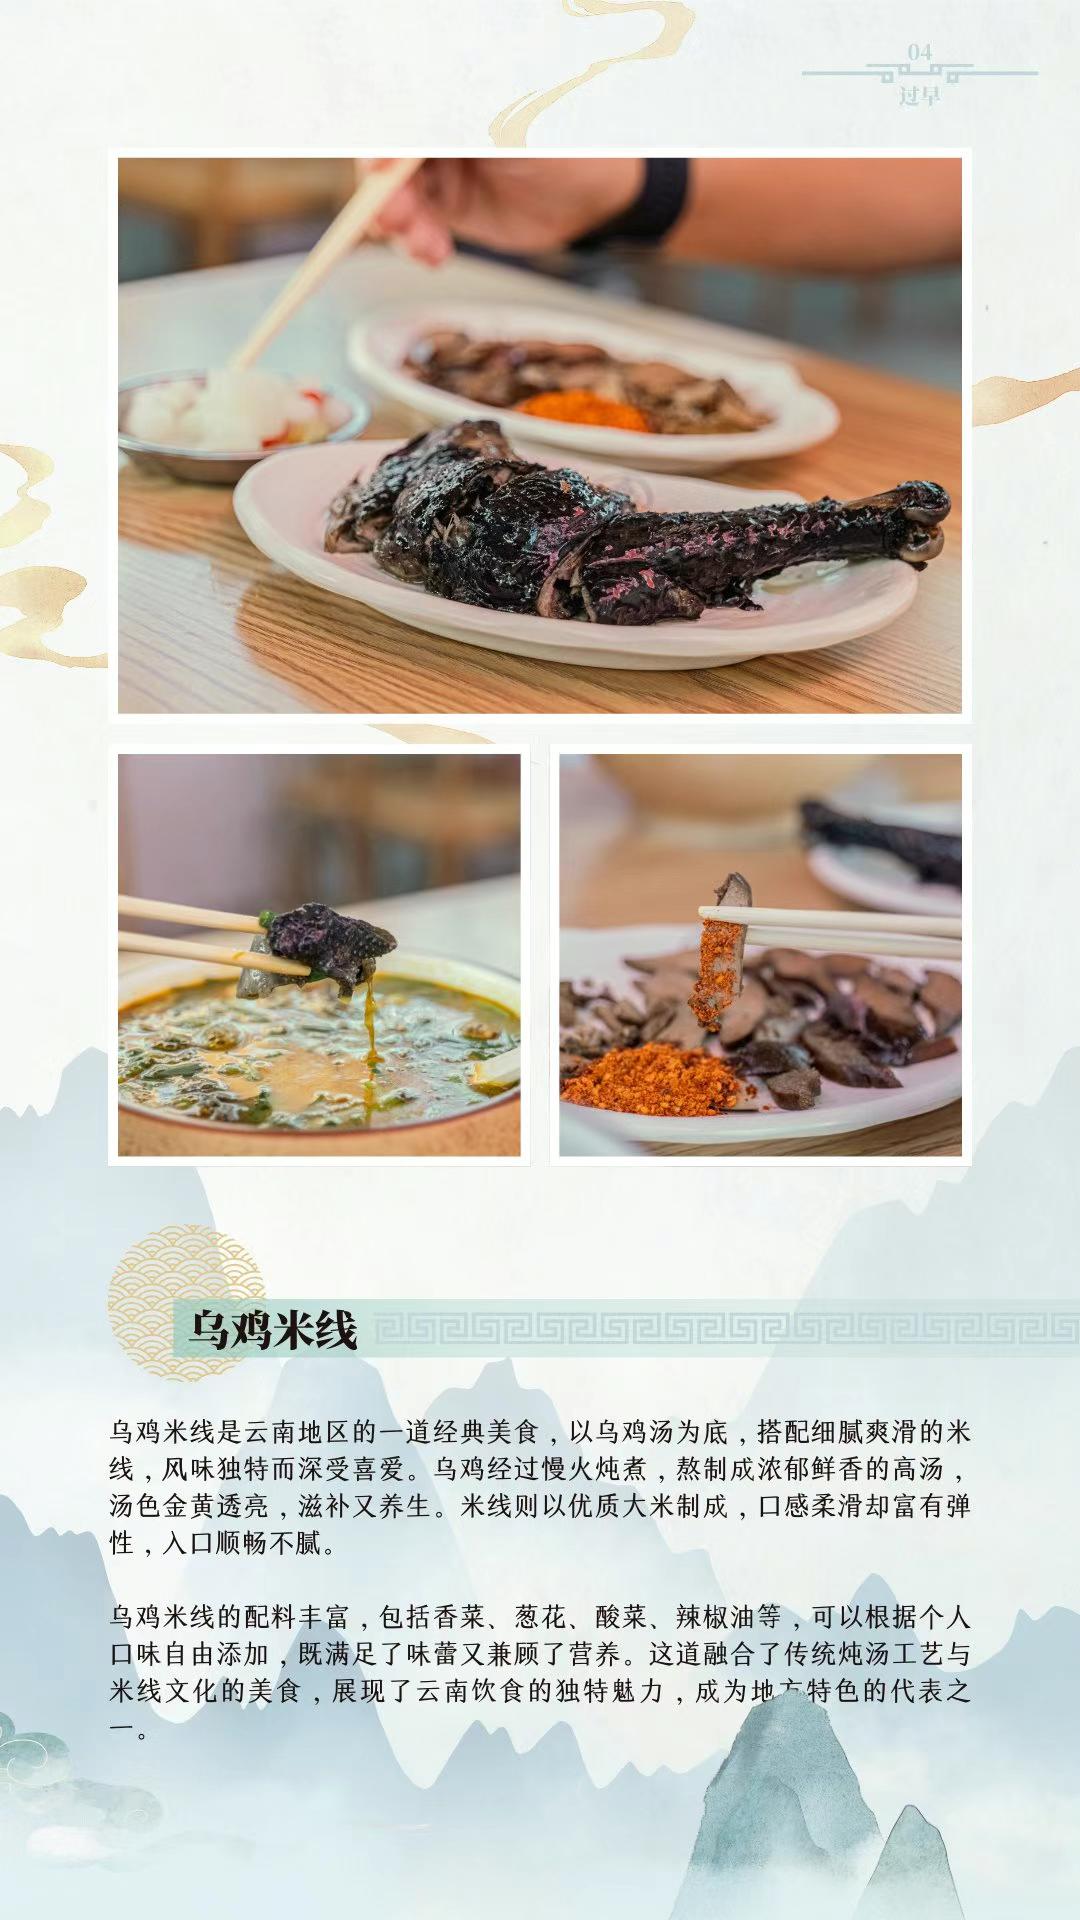 04
过早
乌鸡米线
乌鸡米线是云南地区的一道经典美食，以乌鸡汤为底，搭配细腻爽滑的米
线，风味独特而深受喜爱。乌鸡经过慢火炖煮，熬制成浓郁鲜香的高汤，
汤色金黄透亮，滋补又养生。米线则以优质大米制成，口感柔滑却富有弹
性，入口顺畅不腻。
乌鸡米线的配料丰富，包括香菜、葱花、酸菜、辣椒油等，可以根据个人
口味自由添加，既满足了味蕾又兼顾了营养。这道融合了传统炖汤工艺与
米线文化的美食，展现了云南饮食的独特魅力，成为地方特色的代表之
一。